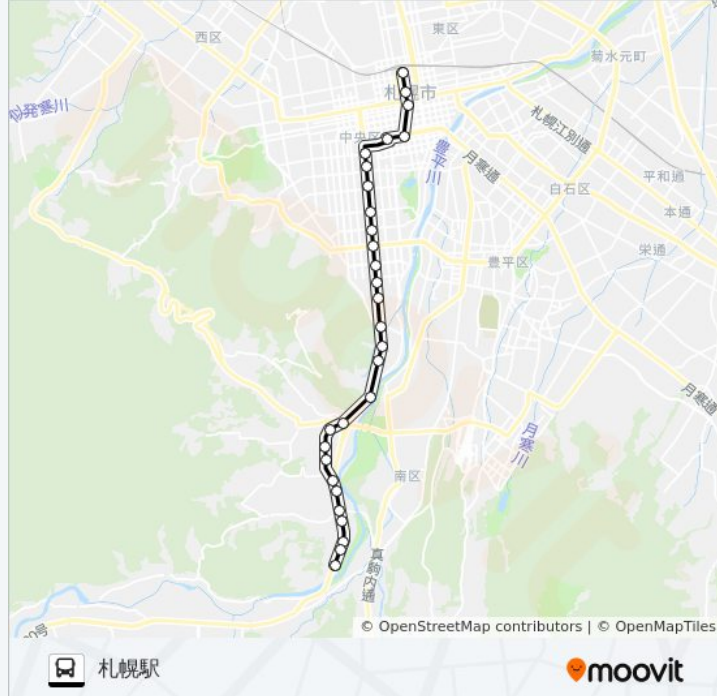 東区
西区
菊水元町
札幌市
似発寒川
中央区
札幌江別通
豊平川
月寒通
平和通
白石区
本通
栄通
豊平区
月寒通
月寒川
南区
真駒内通
0号
© OpenStreetMap contributors | © OpenMapTiles
札幌駅
moovit